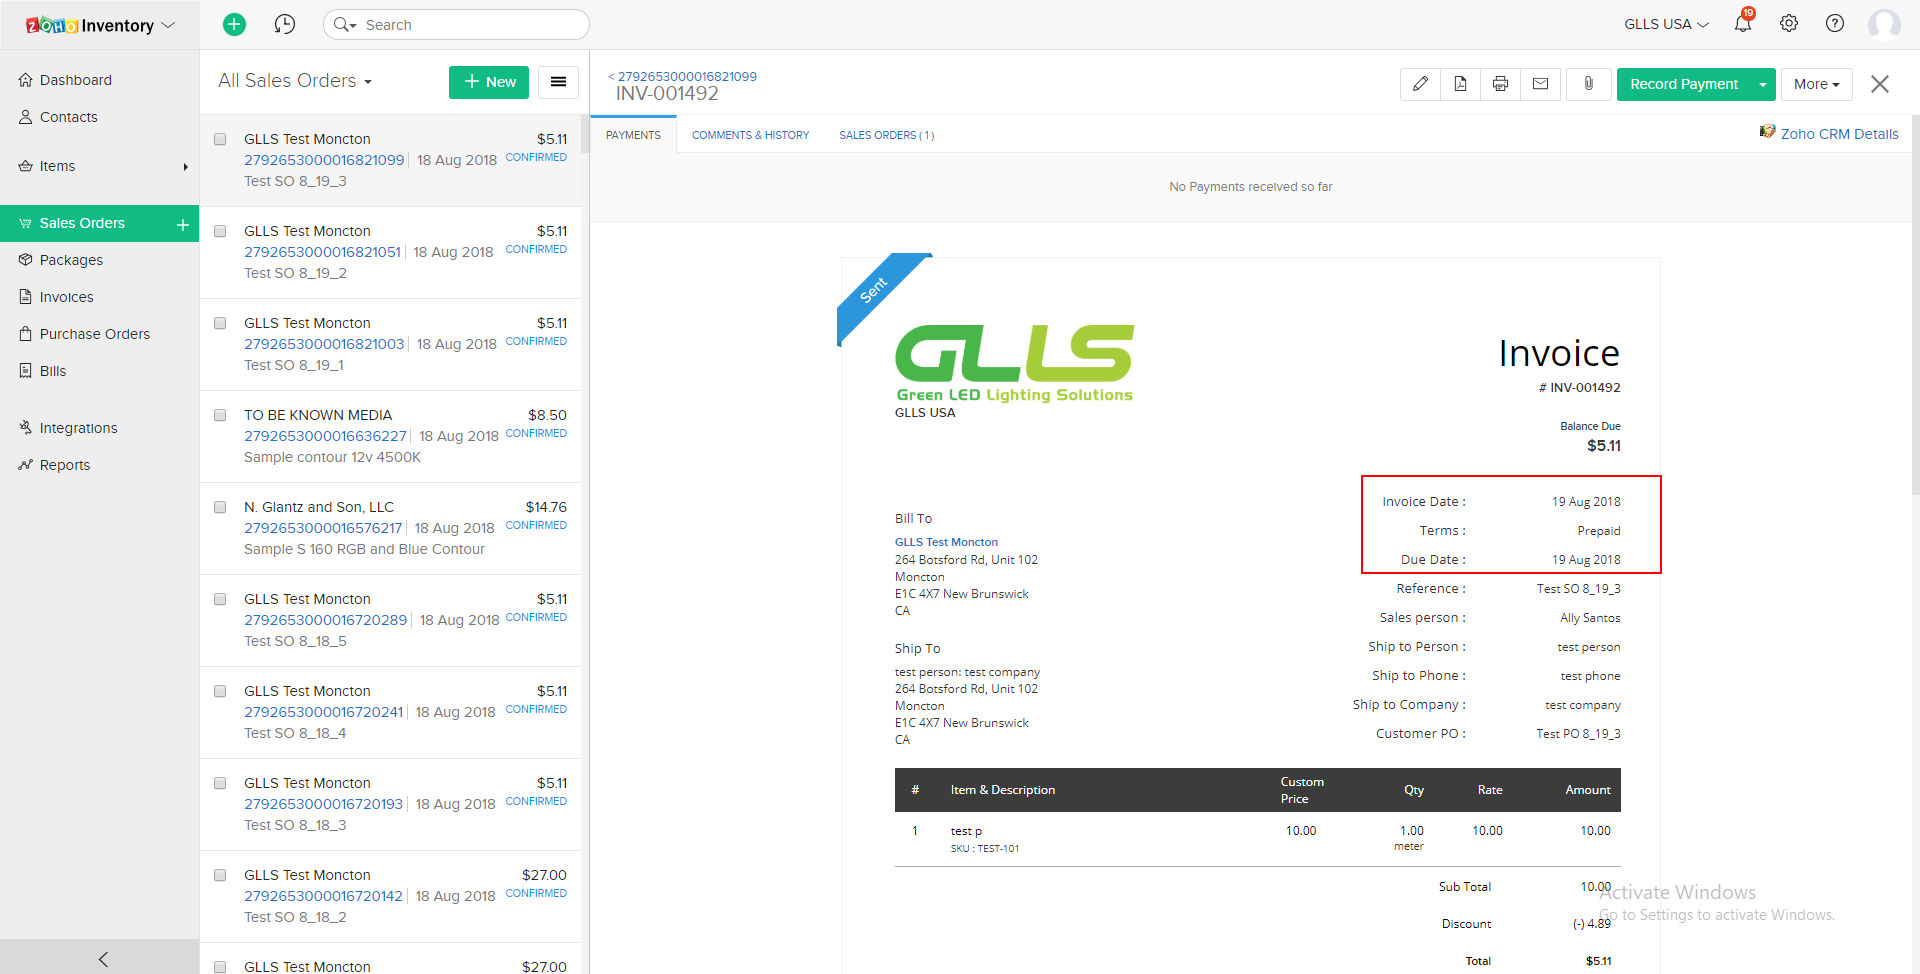 ZOHO Inventory
Search
GLLS USA
19
Dashboard
Contacts
Items
Sales Orders
Packages
Invoices
Purchase Orders
Bills
Integrations
Reports
All Sales Orders
New
GLLS Test Moncton $5.11
2792653000016821099 18 Aug 2018 CONFIRMED
Test SO 8_19_3
GLLS Test Moncton $5.11
2792653000016821051 18 Aug 2018 CONFIRMED
Test SO 8_19_2
GLLS Test Moncton $5.11
2792653000016821003 18 Aug 2018 CONFIRMED
Test SO 8_19_1
TO BE KNOWN MEDIA $8.50
2792653000016636227 18 Aug 2018 CONFIRMED
Sample contour 12v 4500K
N. Glantz and Son, LLC $14.76
2792653000016576217 18 Aug 2018 CONFIRMED
Sample S 160 RGB and Blue Contour
GLLS Test Moncton $5.11
2792653000016720289 18 Aug 2018 CONFIRMED
Test SO 8_18_5
GLLS Test Moncton $5.11
2792653000016720241 18 Aug 2018 CONFIRMED
Test SO 8_18_4
GLLS Test Moncton $5.11
2792653000016720193 18 Aug 2018 CONFIRMED
Test SO 8_18_3
GLLS Test Moncton $27.00
2792653000016720142 18 Aug 2018 CONFIRMED
Test SO 8_18_2
GLLS Test Moncton $27.00
< 2792653000016821099
INV-001492
Record Payment
More
PAYMENTS COMMENTS & HISTORY SALES ORDERS ( 1 )
Zoho CRM Details
No Payments received so far
Sent
GLLS
Green LED Lighting Solutions
GLLS USA
Invoice
# INV-001492
Balance Due
$5.11
Bill To
GLLS Test Moncton
264 Botsford Rd, Unit 102
Moncton
E1C 4X7 New Brunswick
CA
Ship To
test person: test company
264 Botsford Rd, Unit 102
Moncton
E1C 4X7 New Brunswick
CA
Invoice Date : 19 Aug 2018
Terms : Prepaid
Due Date : 19 Aug 2018
Reference : Test SO 8_19_3
Sales person : Ally Santos
Ship to Person : test person
Ship to Phone : test phone
Ship to Company : test company
Customer PO : Test PO 8_19_3
# Item & Description Custom Price Qty Rate Amount
1 test p 10.00 1.00 10.00 10.00
SKU : TEST-101 meter
Sub Total 10.00
Discount (-) 4.89
Total $5.11
Activate Windows
Go to Settings to activate Windows.